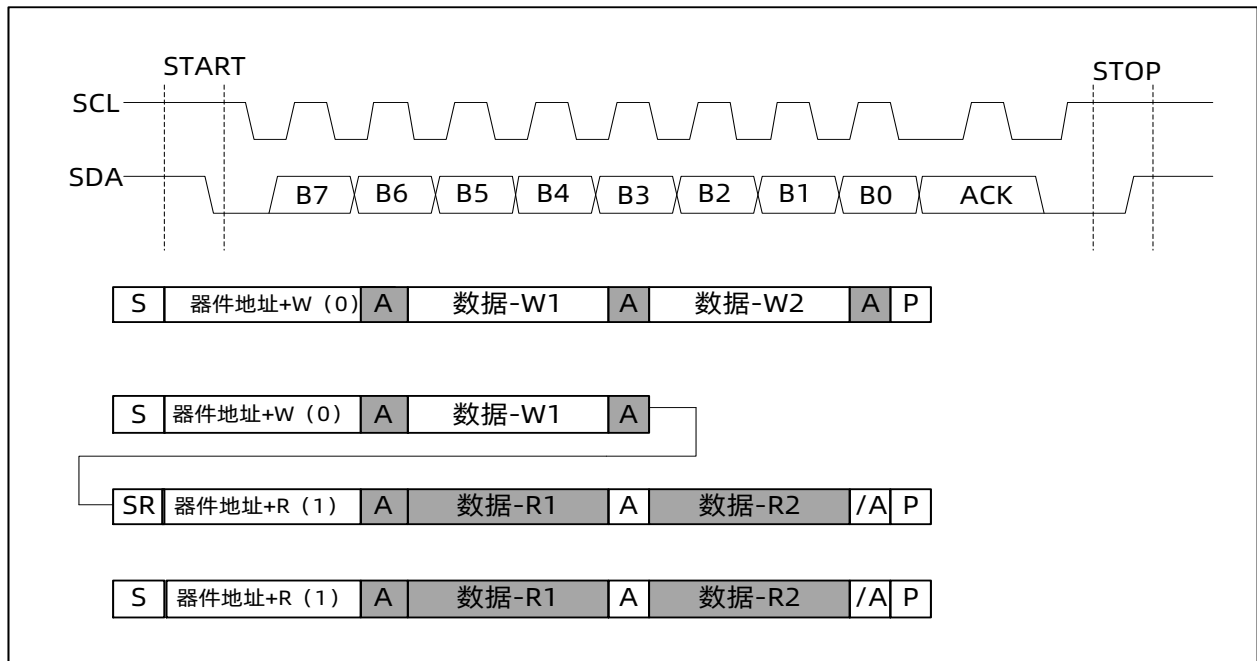 START
STOP
SCL
SDA
B7 B6 B5 B4 B3 B2 B1 B0 ACK
S 器件地址+W（0） A 数据-W1 A 数据-W2 A P
S 器件地址+W（0） A 数据-W1 A
SR 器件地址+R（1） A 数据-R1 A 数据-R2 /A P
S 器件地址+R（1） A 数据-R1 A 数据-R2 /A P